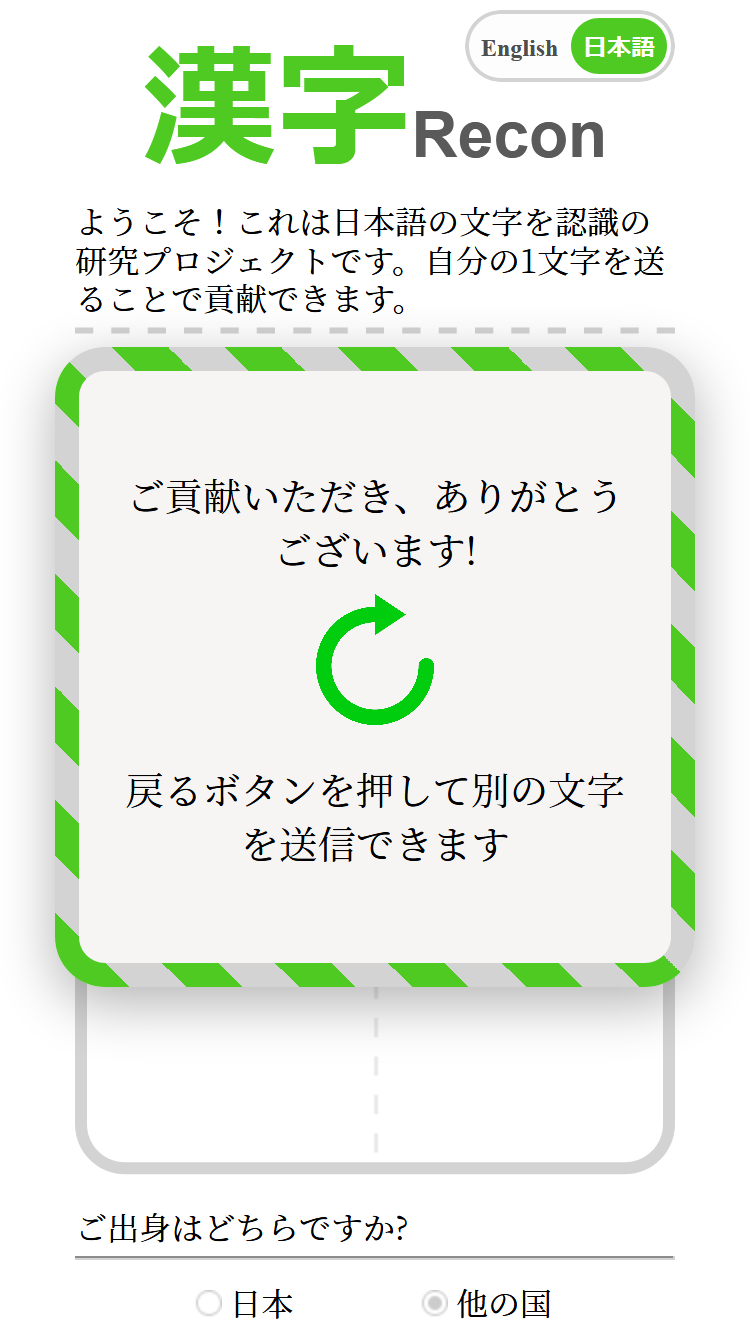 English 日本語
漢字Recon
ようこそ！これは日本語の文字を認識の
研究プロジェクトです。自分の1文字を送
ることで貢献できます。
ご貢献いただき、ありがとう
ございます!
戻るボタンを押して別の文字
を送信できます
ご出身はどちらですか?
日本 他の国